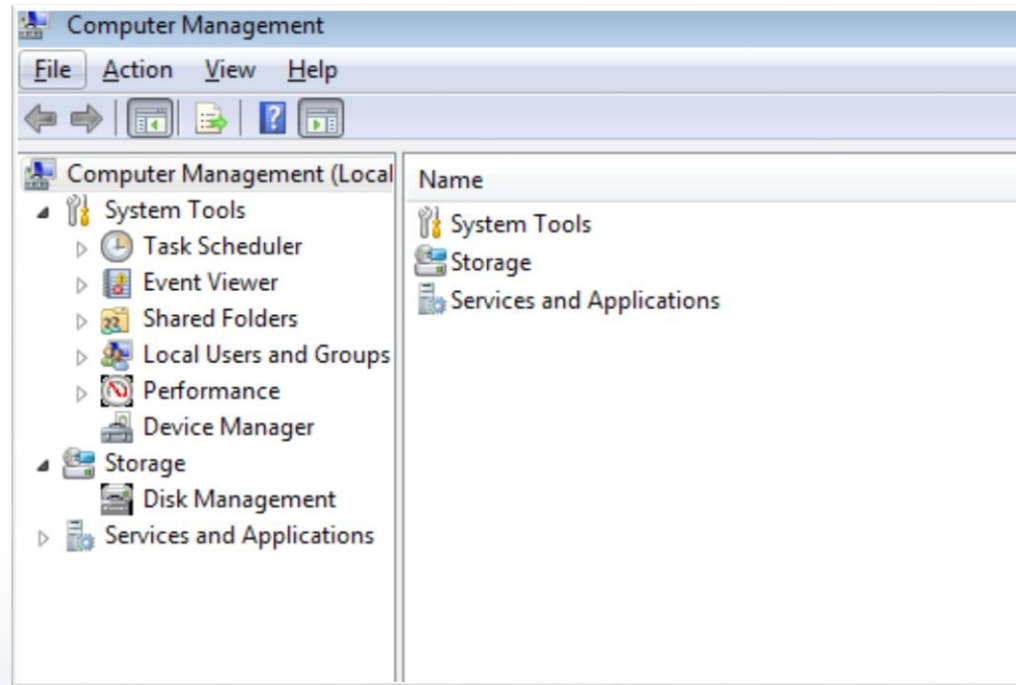 Computer Management
File Action View Help
Computer Management (Local
System Tools
Task Scheduler
Event Viewer
Shared Folders
Local Users and Groups
Performance
Device Manager
Storage
Disk Management
Services and Applications
Name
System Tools
Storage
Services and Applications